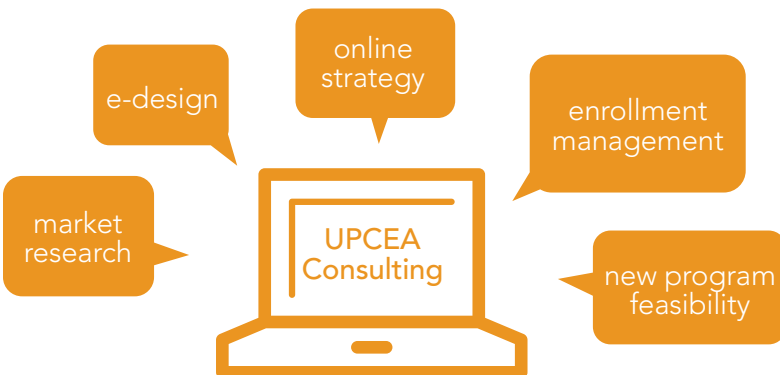 online
strategy
e-design
enrollment
management
market
research
UPCEA
Consulting
new program
feasibility